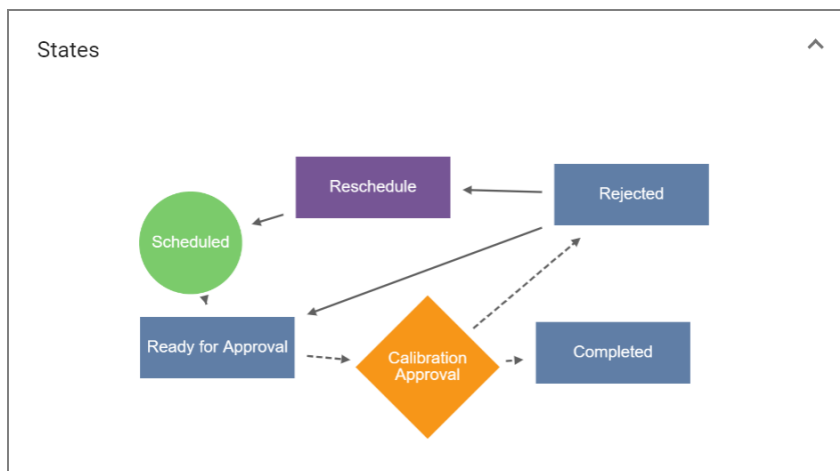 States
Reschedule
Rejected
Scheduled
Ready for Approval
Calibration
Approval
Completed